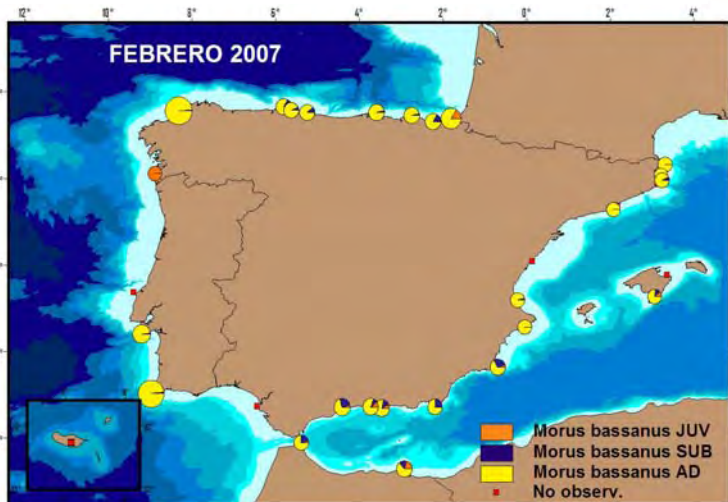 12° 10° 8° 6° 4° 2° 0° 2° 4°
FEBRERO 2007
Morus bassanus JUV
Morus bassanus SUB
Morus bassanus AD
No observ.